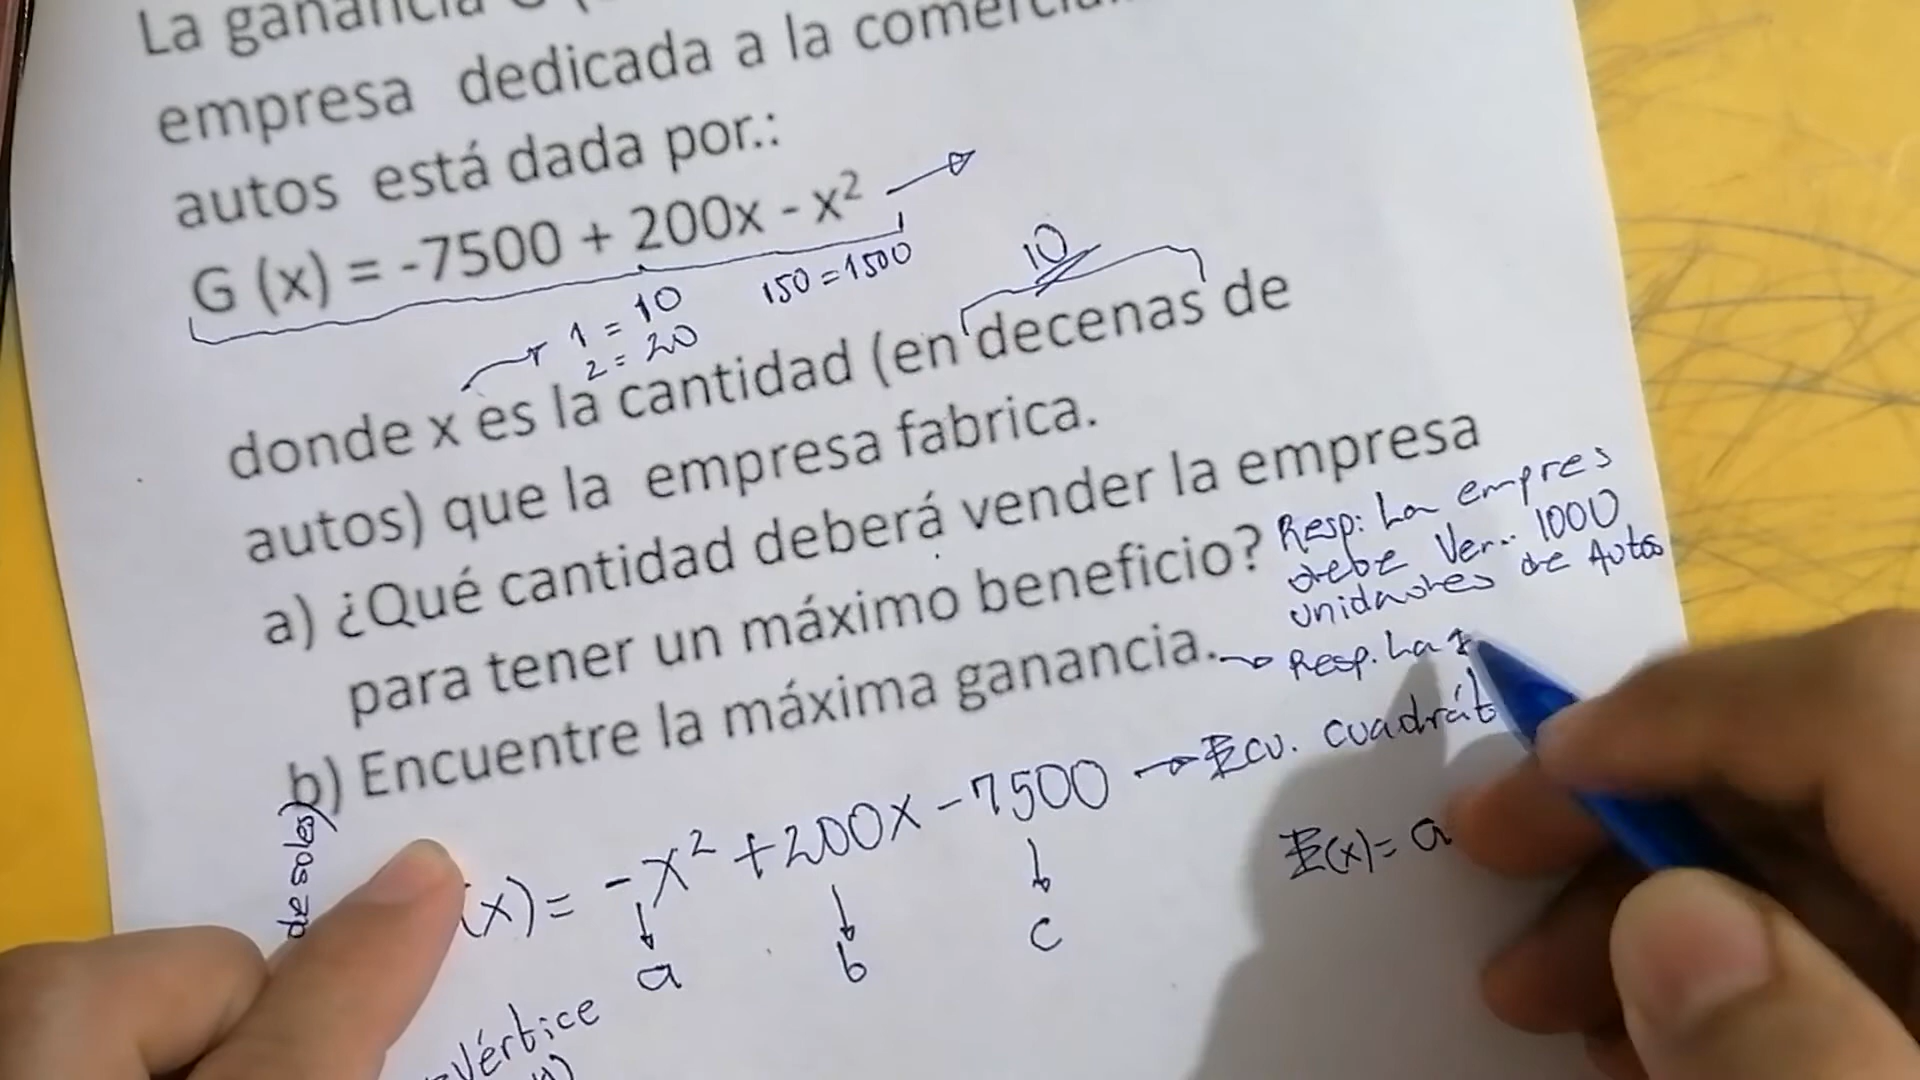 La ganancia G
empresa dedicada a la
autos está dada por.:
G (x) = -7500 + 200x - x²
1 = 10
2 = 20
150 = 1500
10
donde x es la cantidad (en decenas de
autos) que la empresa fabrica.
a) ¿Qué cantidad deberá vender la empresa
para tener un máximo beneficio?
Resp: La empres
debe Ver.. 1000
unidades de Autos
b) Encuentre la máxima ganancia.
Resp. La
de soles)
(x) = -x² + 200x - 7500
Ecu.
a
b
c
(x) = a
Vértice